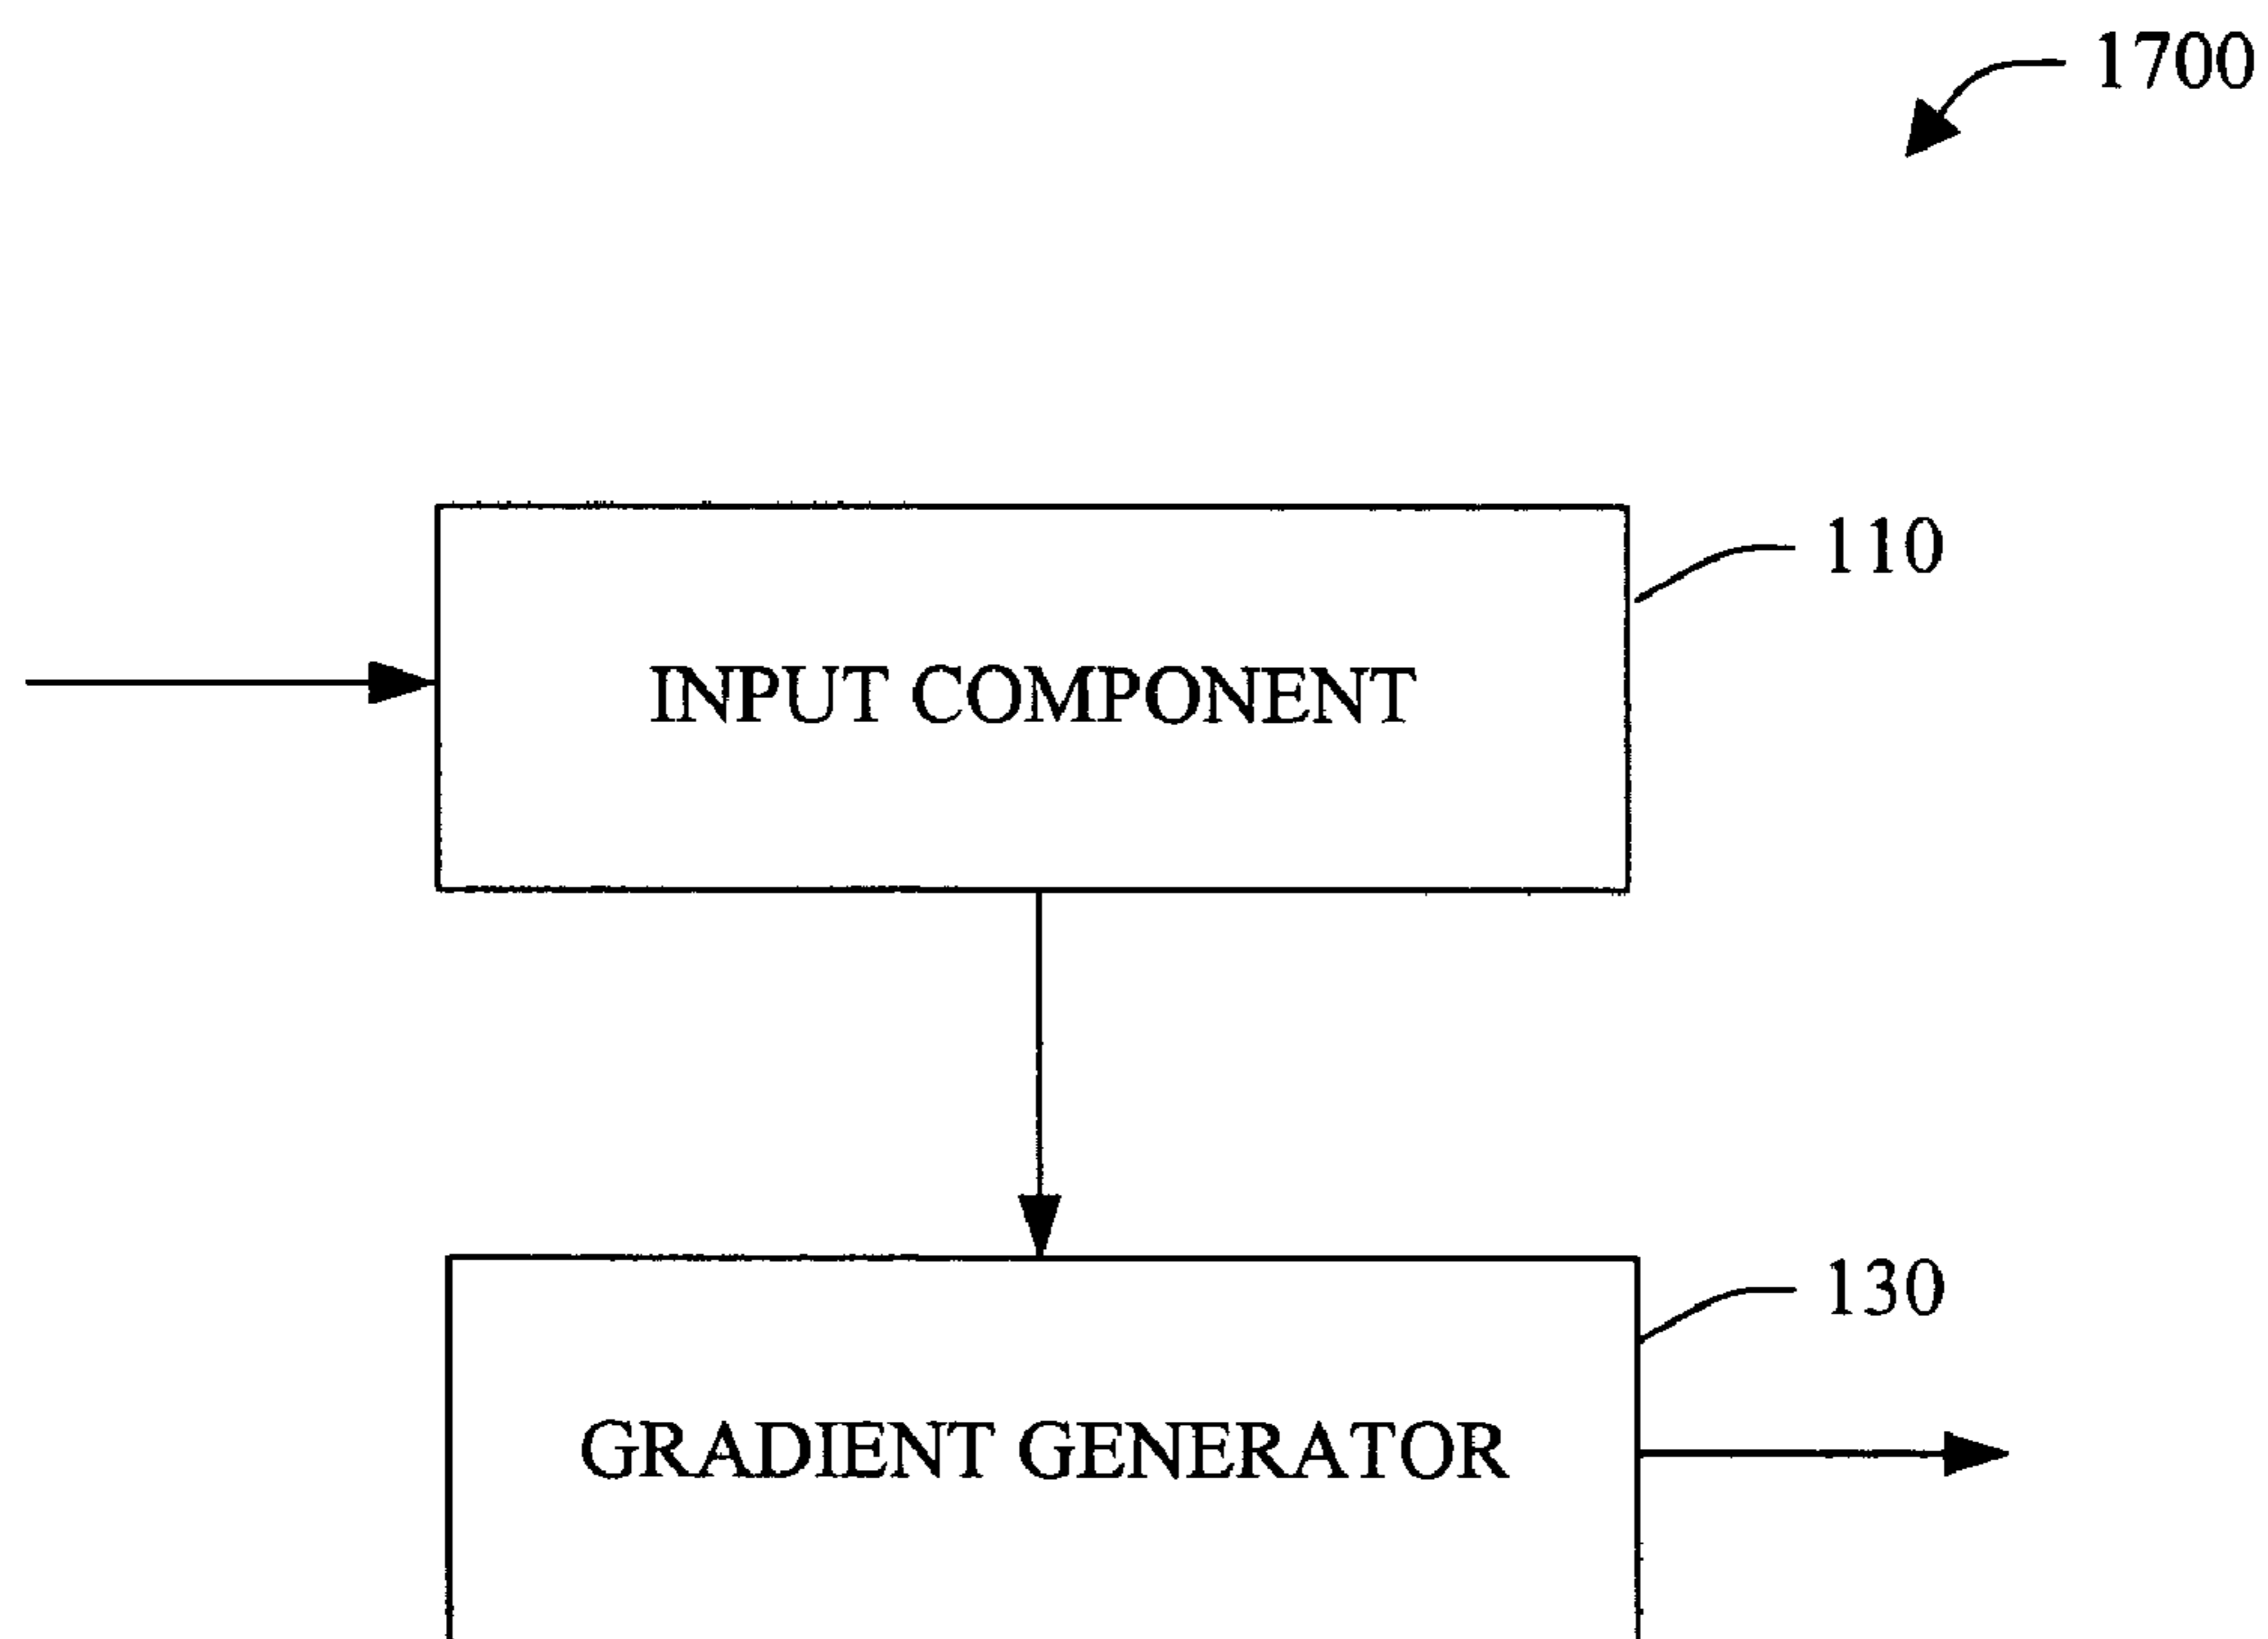 1700
110
INPUT COMPONENT
130
GRADIENT GENERATOR